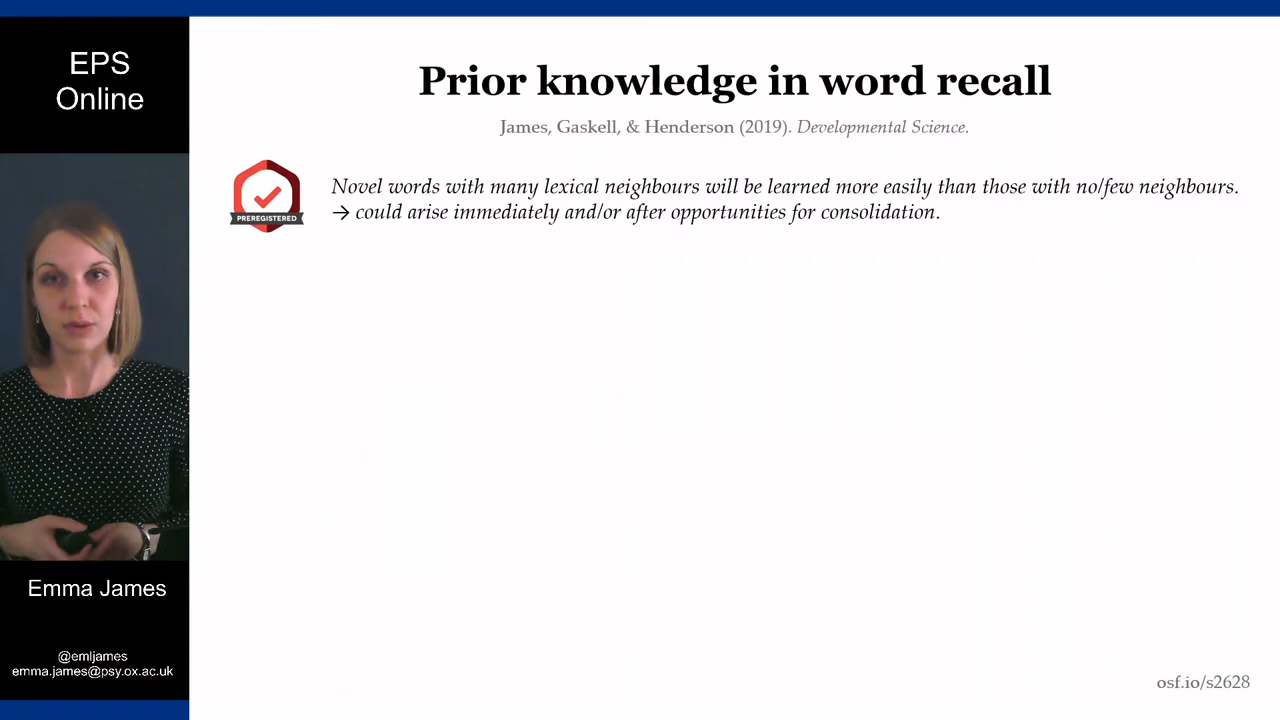 EPS
Online
Prior knowledge in word recall
James, Gaskell, & Henderson (2019). Developmental Science.
PREREGISTERED
Novel words with many lexical neighbours will be learned more easily than those with no/few neighbours.
→ could arise immediately and/or after opportunities for consolidation.
Emma James
@emljames
emma.james@psy.ox.ac.uk
osf.io/s2628